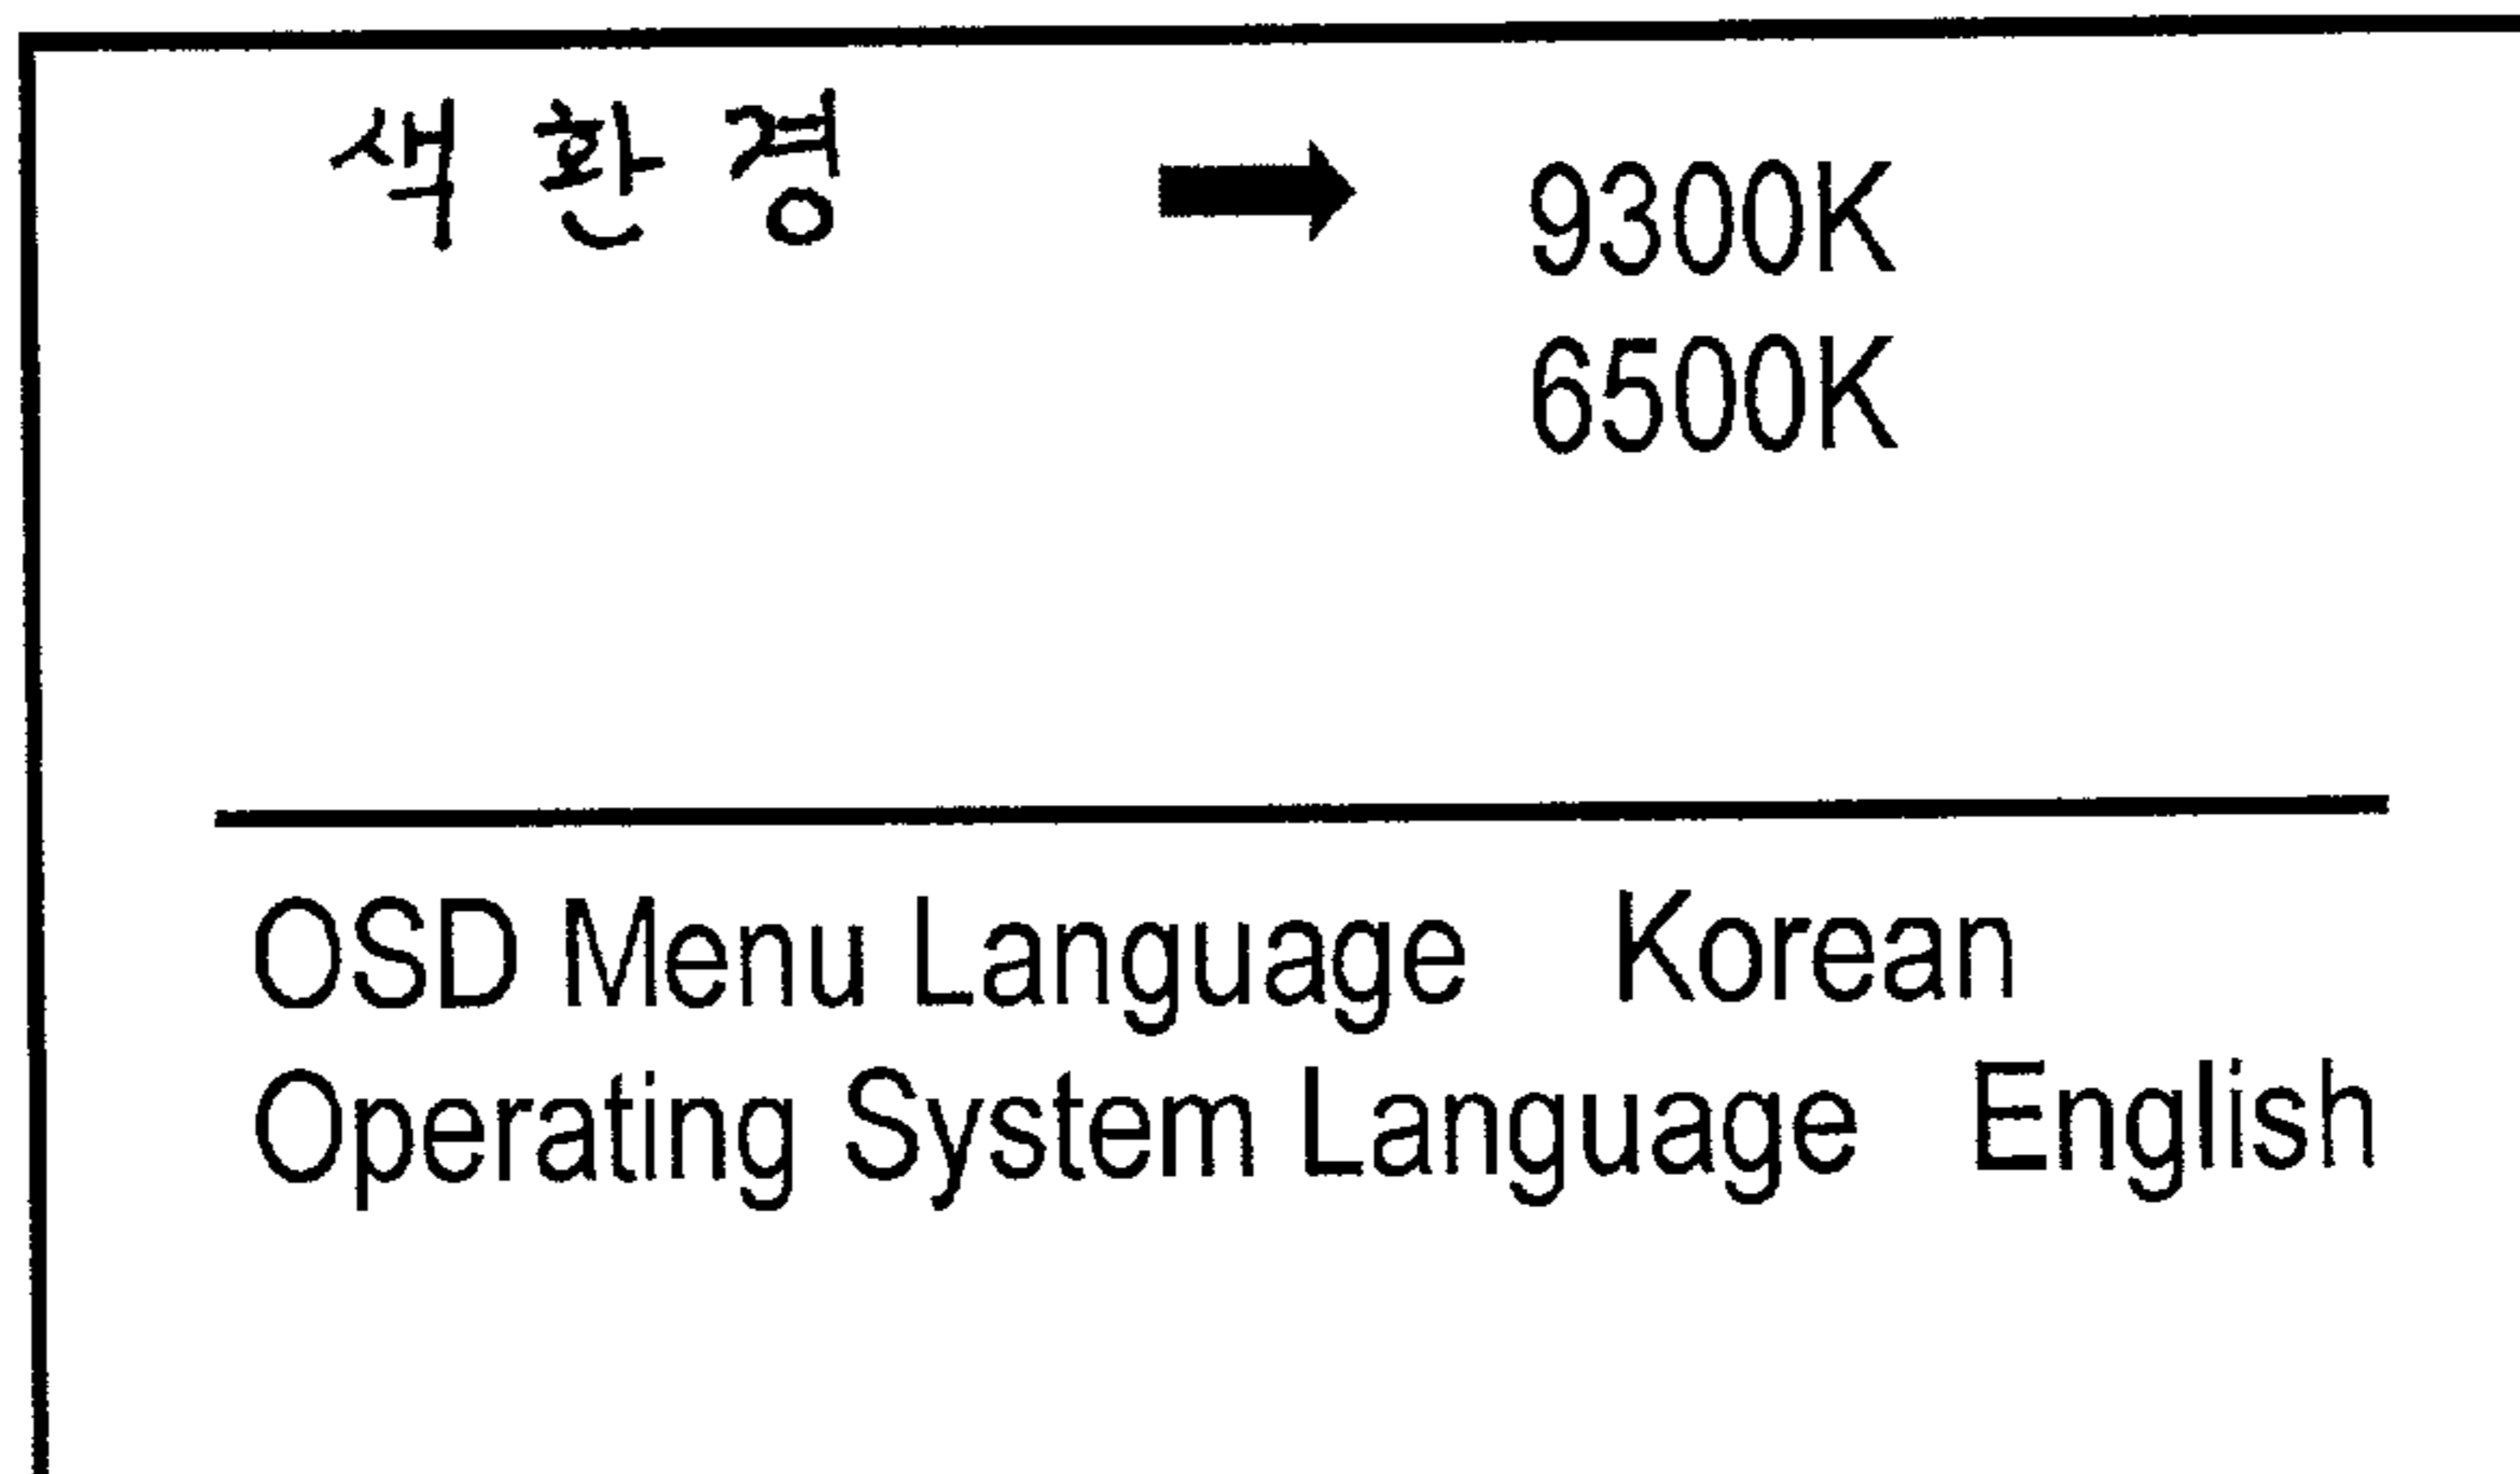 색환경 9300K
6500K
OSD Menu Language Korean
Operating System Language English